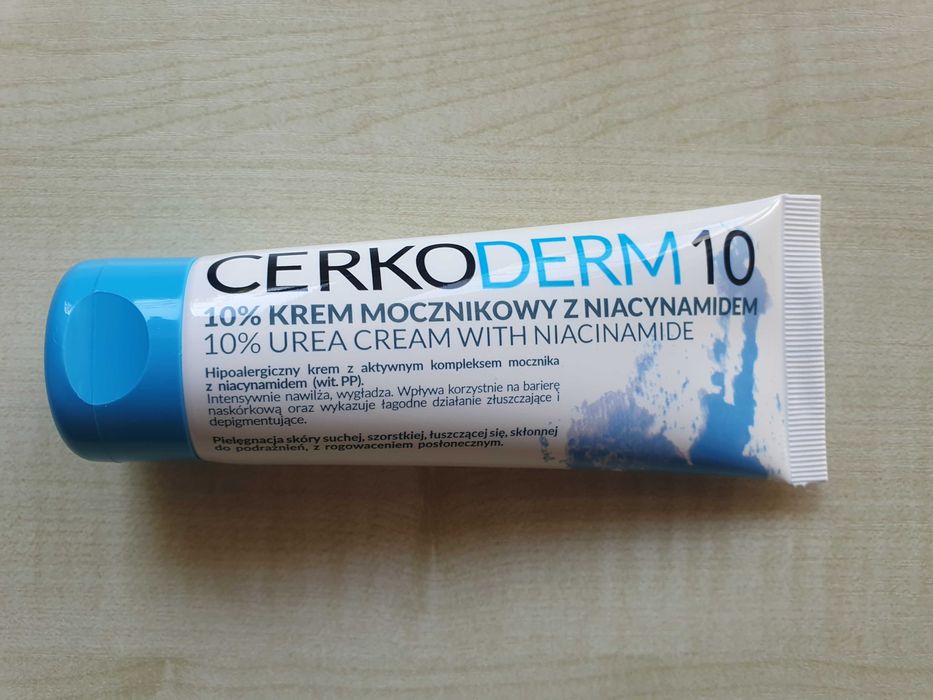 CERKODERM 10
10% KREM MOCZNIKOWY Z NIACYNAMIDEM
10% UREA CREAM WITH NIACINAMIDE
Hipoalergiczny krem z aktywnym kompleksem mocznika
z niacynamidem (wit. PP).
Intensywnie nawilża, wygładza. Wpływa korzystnie na barierę
naskórkową oraz wykazuje łagodne działanie złuszczające i
depigmentujące.
Pielęgnacja skóry suchej, szorstkiej, łuszczącej się, skłonnej
do podrażnień, z rogowaceniem posłonecznym.